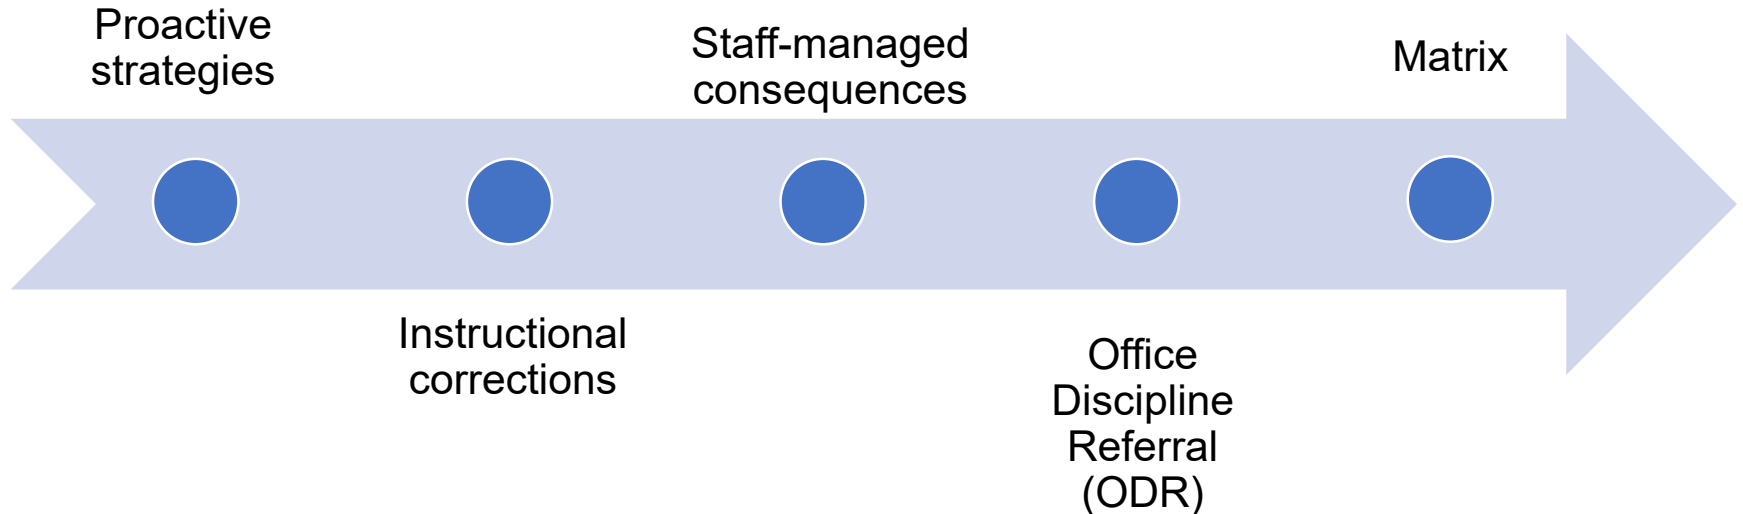 Proactive
strategies
Instructional
corrections
Staff-managed
consequences
Office
Discipline
Referral
(ODR)
Matrix